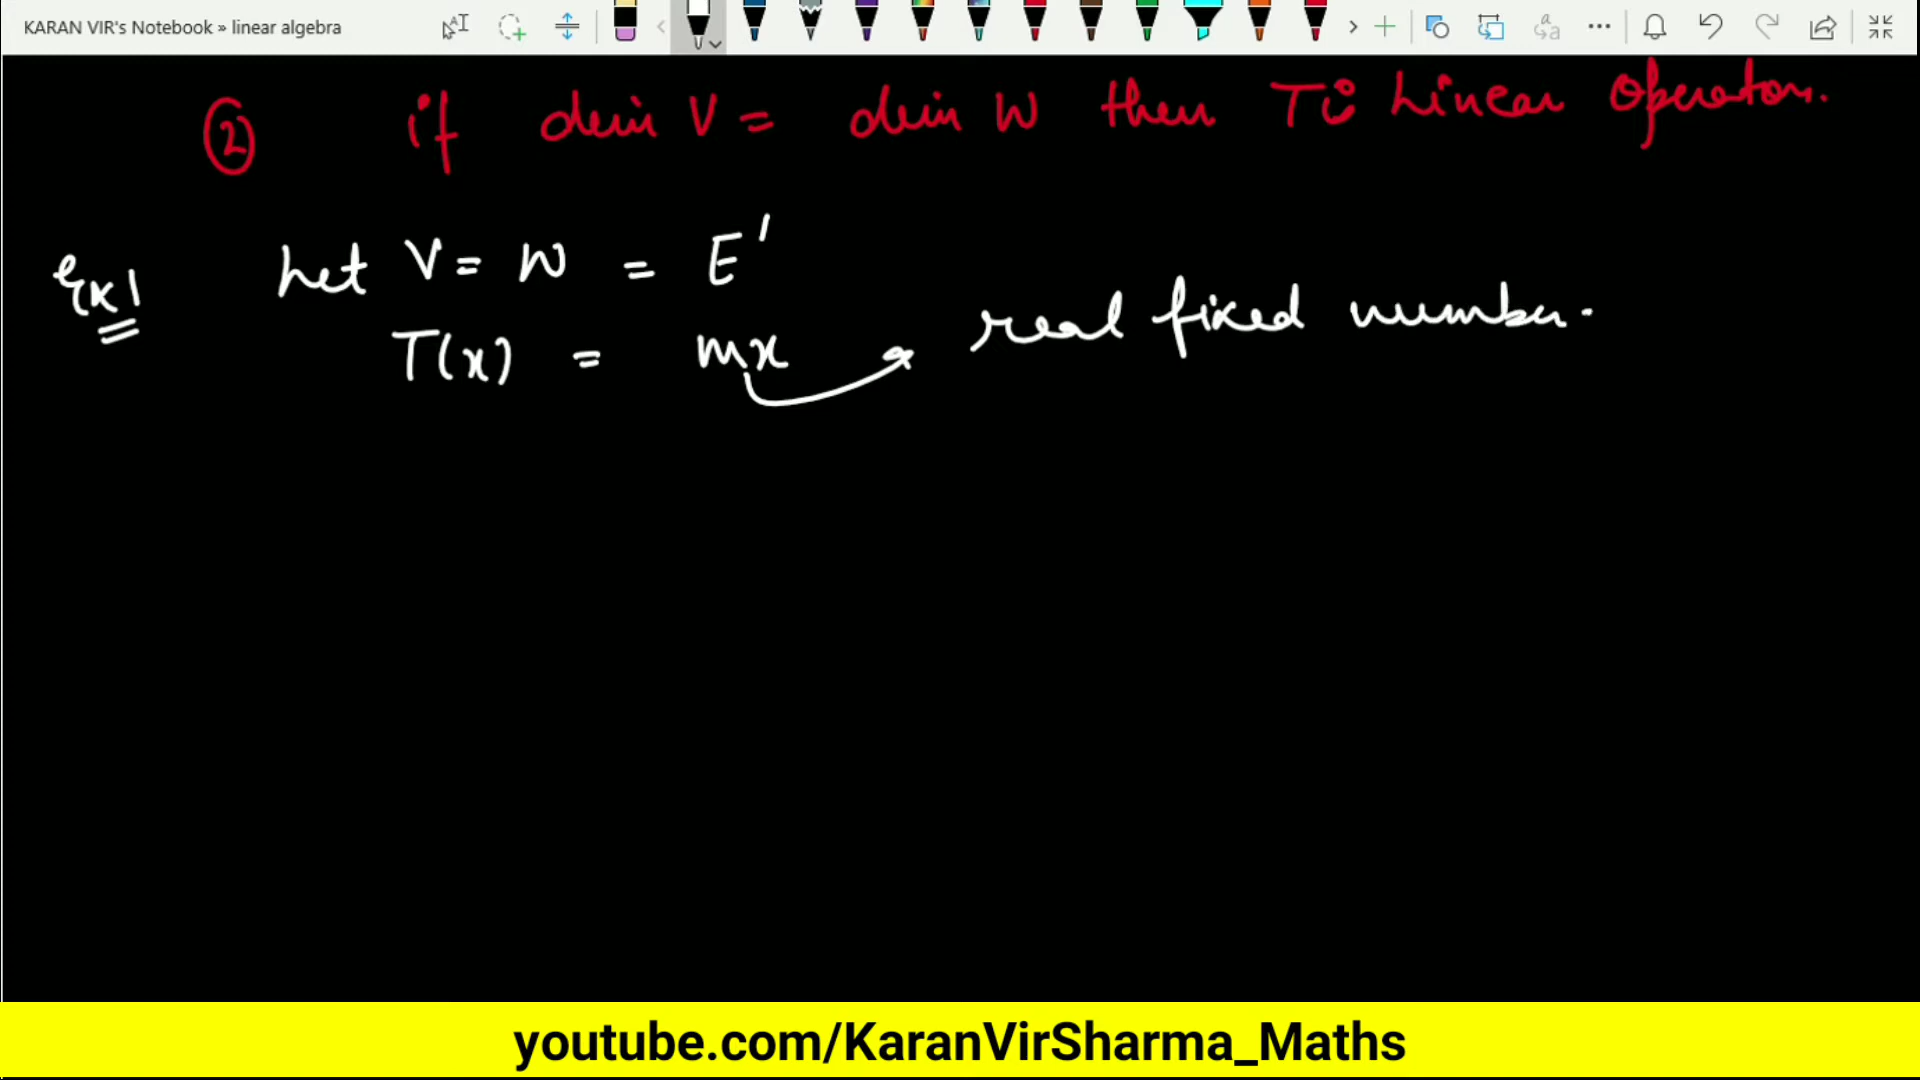 KARAN VIR's Notebook » linear algebra
② if dim V = dim W then T is Linear Operator.
Ex1 Let V = W = E'
T(x) = mx → real fixed number.
youtube.com/KaranVirSharma_Maths